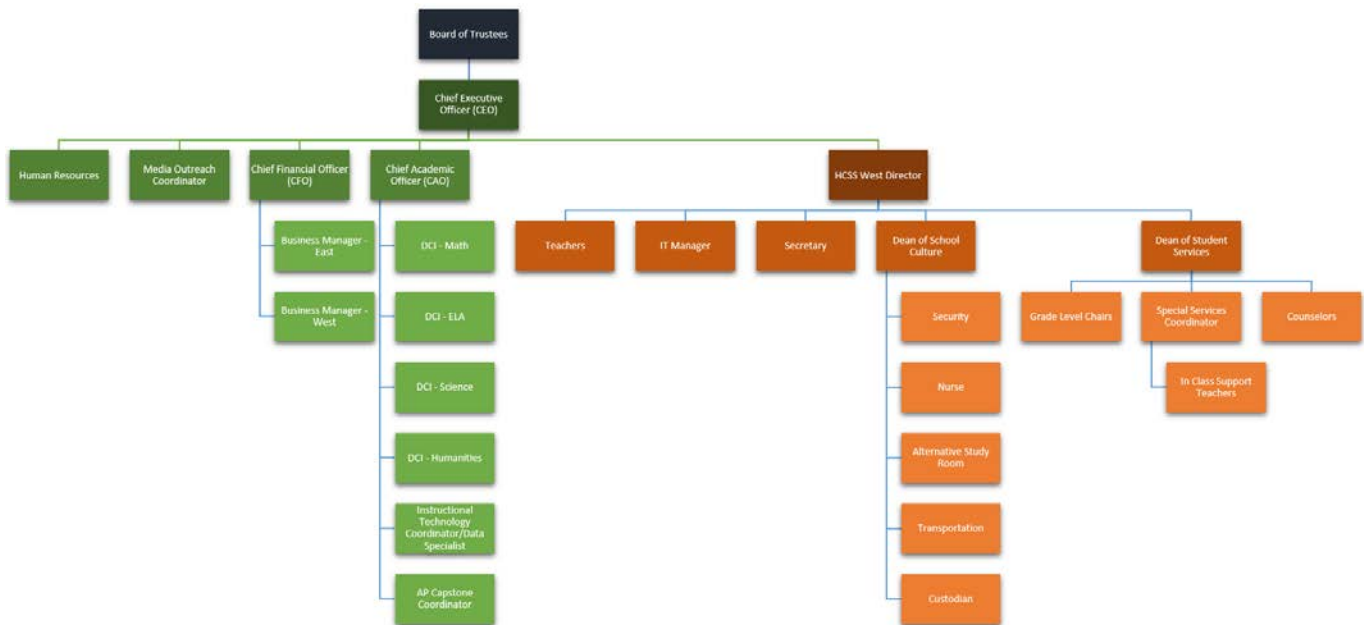 Board of Trustees
Chief Executive
Officer (CEO)
Human Resources
Media Outreach
Coordinator
Chief Financial Officer
(CFO)
Chief Academic
Officer (CAO)
HCSS West Director
Business Manager -
East
DCI - Math
Teachers
IT Manager
Secretary
Dean of School
Culture
Dean of Student
Services
Business Manager -
West
DCI - ELA
Security
Grade Level Chairs
Special Services
Coordinator
Counselors
DCI - Science
Nurse
In Class Support
Teachers
DCI - Humanities
Alternative Study
Room
Instructional
Technology
Coordinator/Data
Specialist
Transportation
AP Capstone
Coordinator
Custodian